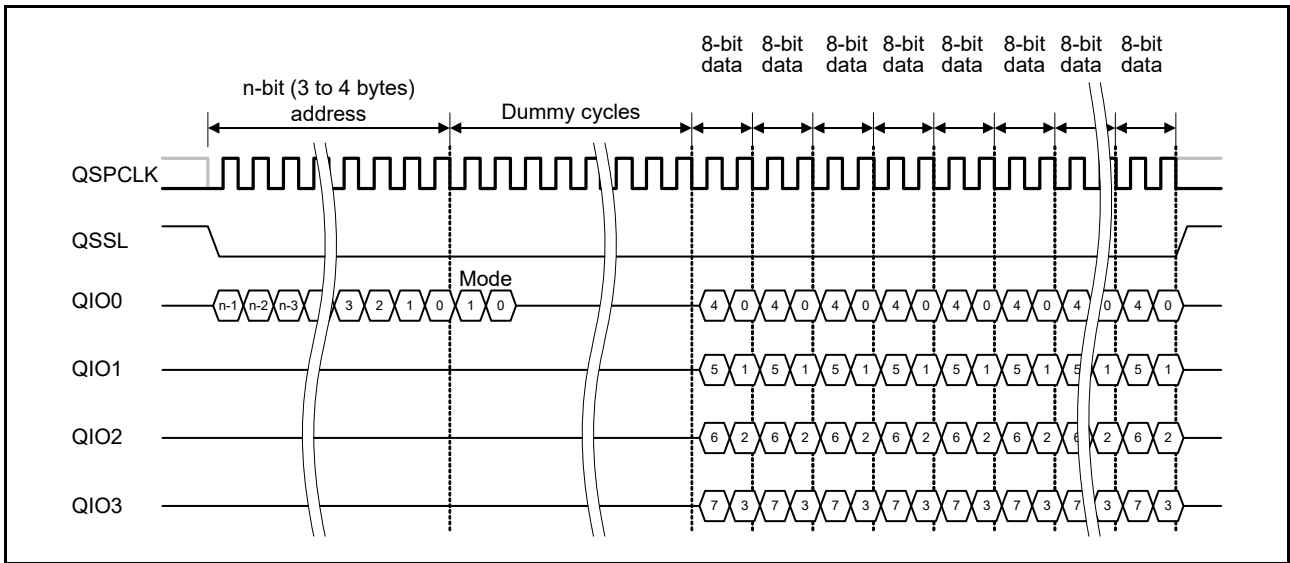 8-bit 8-bit 8-bit 8-bit 8-bit 8-bit 8-bit 8-bit
data data data data data data data data
n-bit (3 to 4 bytes)
address
Dummy cycles
QSPCLK
QSSL
Mode
QIO0 n-1 n-2 n-3 3 2 1 0 1 0 4 0 4 0 4 0 4 0 4 0 4 0 4 0 4 0
QIO1 5 1 5 1 5 1 5 1 5 1 5 1 5 1 5 1
QIO2 6 2 6 2 6 2 6 2 6 2 6 2 6 2 6 2
QIO3 7 3 7 3 7 3 7 3 7 3 7 3 7 3 7 3